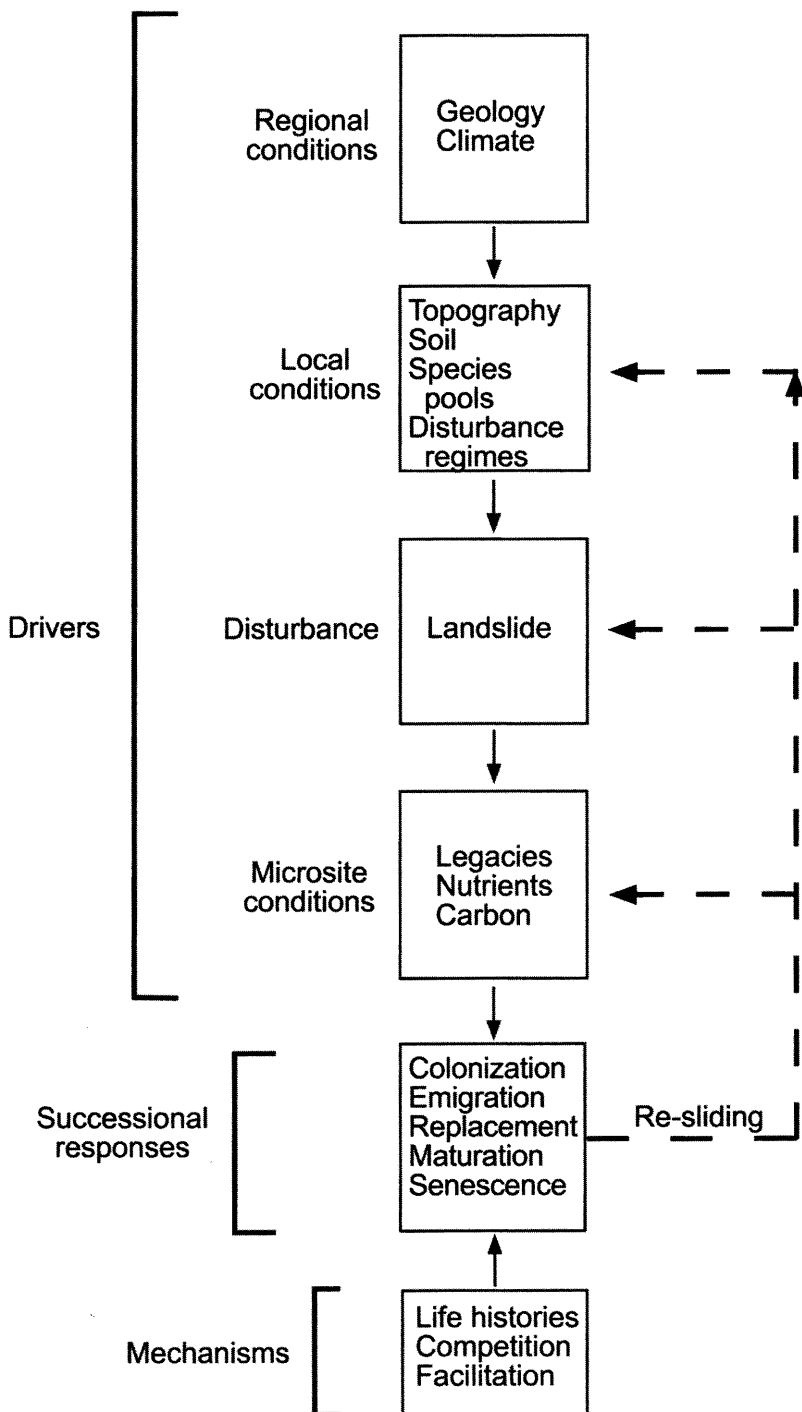 Regional
conditions
Geology
Climate
Local
conditions
Topography
Soil
Species
pools
Disturbance
regimes
Drivers
Disturbance
Landslide
Microsite
conditions
Legacies
Nutrients
Carbon
Successional
responses
Colonization
Emigration
Replacement
Maturation
Senescence
Re-sliding
Mechanisms
Life histories
Competition
Facilitation